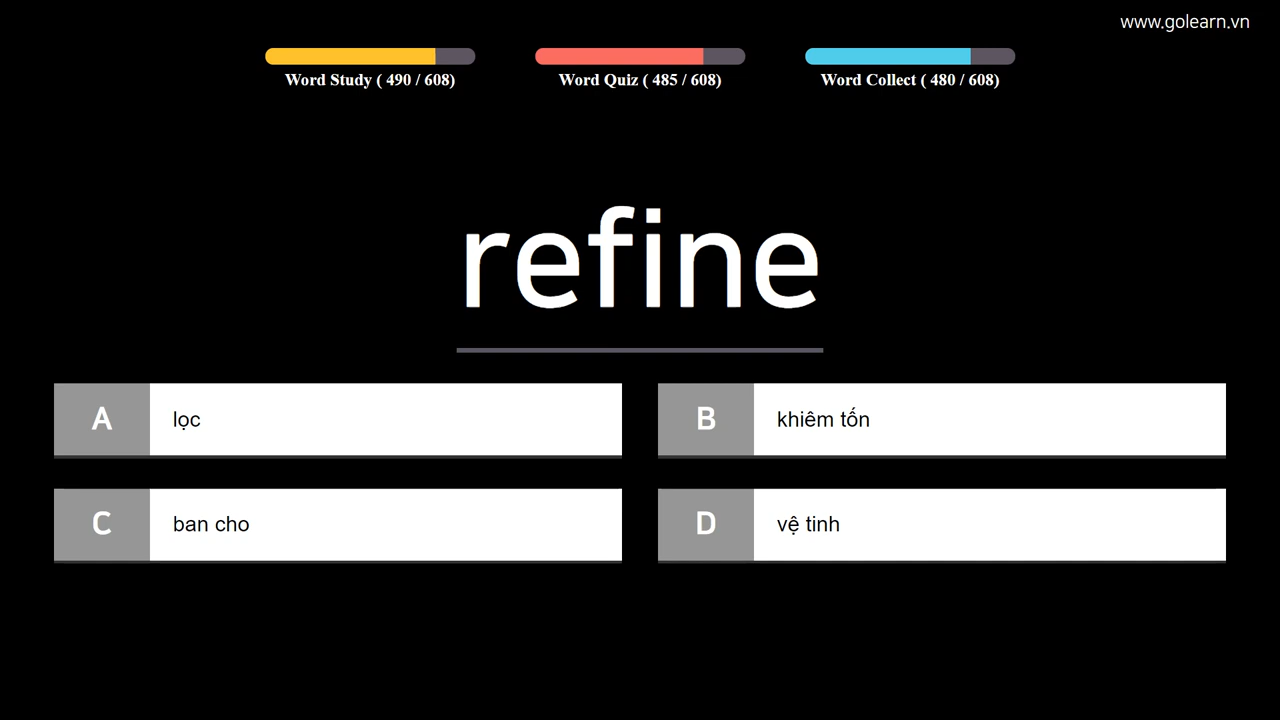 www.golearn.vn
Word Study ( 490 / 608)
Word Quiz ( 485 / 608)
Word Collect ( 480 / 608)
refine
A lọc
B khiêm tốn
C ban cho
D vệ tinh